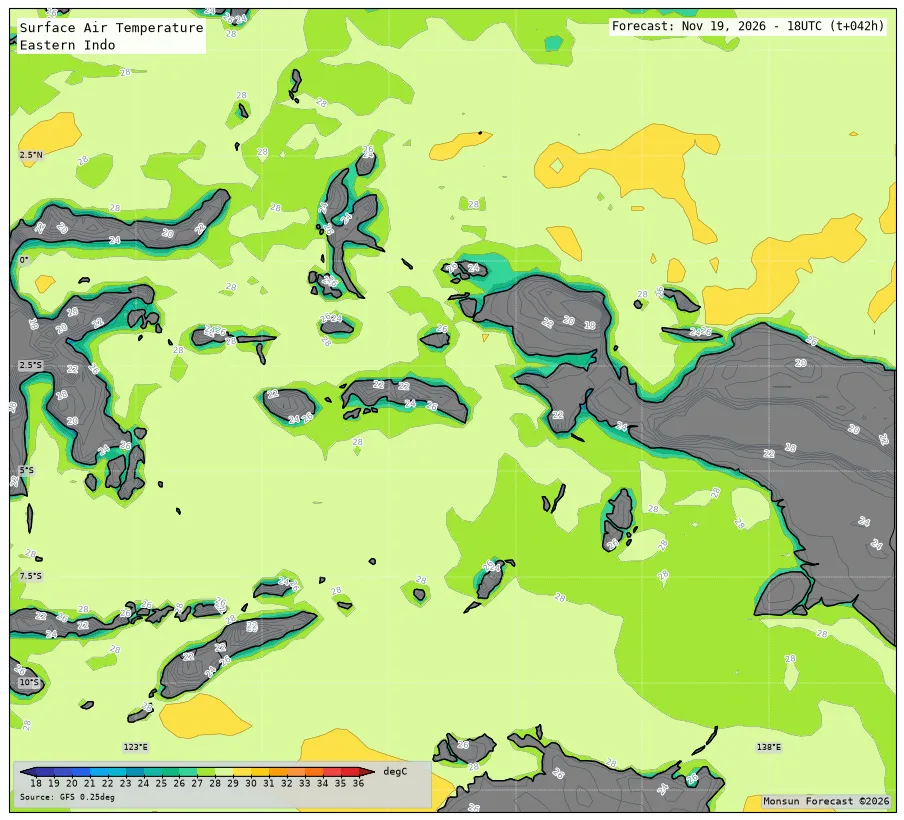 Surface Air Temperature
Eastern Indo
Forecast: Nov 19, 2026 - 18UTC (t+042h)
2.5°N
0°
2.5°S
5°S
7.5°S
10°S
123°E
138°E
degC
18 19 20 21 22 23 24 25 26 27 28 29 30 31 32 33 34 35 36
Source: GFS 0.25deg
Monsun Forecast ©2026